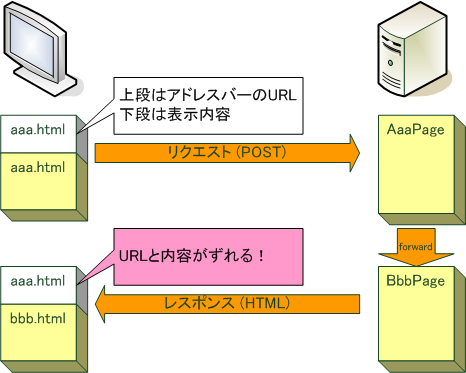 上段はアドレスバーのURL
下段は表示内容
aaa.html
aaa.html
リクエスト(POST)
AaaPage
forward
URLと内容がずれる！
aaa.html
bbb.html
レスポンス(HTML)
BbbPage